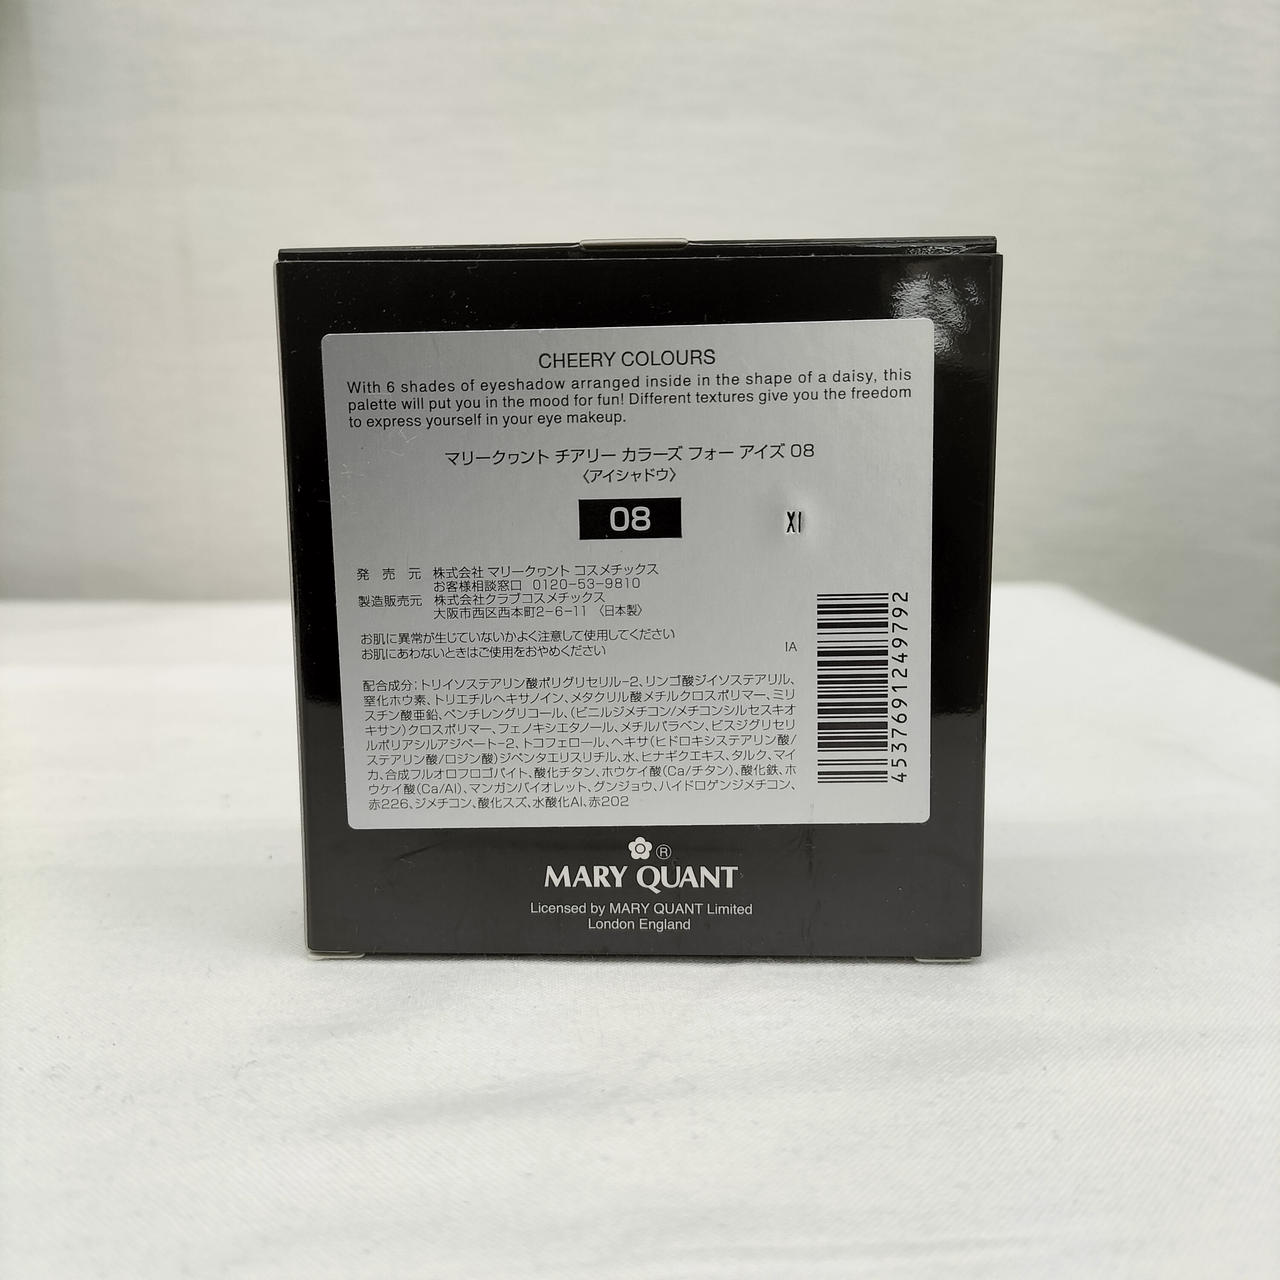 CHEERY COLOURS
With 6 shades of eyeshadow arranged inside in the shape of a daisy, this
palette will put you in the mood for fun! Different textures give you the freedom
to express yourself in your eye makeup.
マリークヮント チアリー カラーズ フォー アイズ 08
〈アイシャドウ〉
08
XI
発 売 元 株式会社 マリークヮント コスメチックス
お客様相談窓口 0120-53-9810
製造販売元 株式会社クラブコスメチックス
大阪市西区西本町2-6-11 〈日本製〉
お肌に異常が生じていないかよく注意して使用してください
お肌にあわないときはご使用をおやめください
IA
配合成分:トリイソステアリン酸ポリグリセリル-2、リンゴ酸ジイソステアリル、
窒化ホウ素、トリエチルヘキサノイン、メタクリル酸メチルクロスポリマー、ミリ
スチン酸亜鉛、ペンチレングリコール、(ビニルジメチコン/メチコンシルセスキオ
キサン)クロスポリマー、フェノキシエタノール、メチルパラベン、ビスジグリセリ
ルポリアシルアジペート-2、トコフェロール、ヘキサ(ヒドロキシステアリン酸/
ステアリン酸/ロジン酸)ジペンタエリスリチル、水、ヒナギクエキス、タルク、マイ
カ、合成フルオロフロゴパイト、酸化チタン、ホウケイ酸(Ca/チタン)、酸化鉄、ホ
ウケイ酸(Ca/Al)、マンガンバイオレット、グンジョウ、ハイドロゲンジメチコン、
赤226、ジメチコン、酸化スズ、水酸化Al、赤202
4537691249792
®
MARY QUANT
Licensed by MARY QUANT Limited
London England